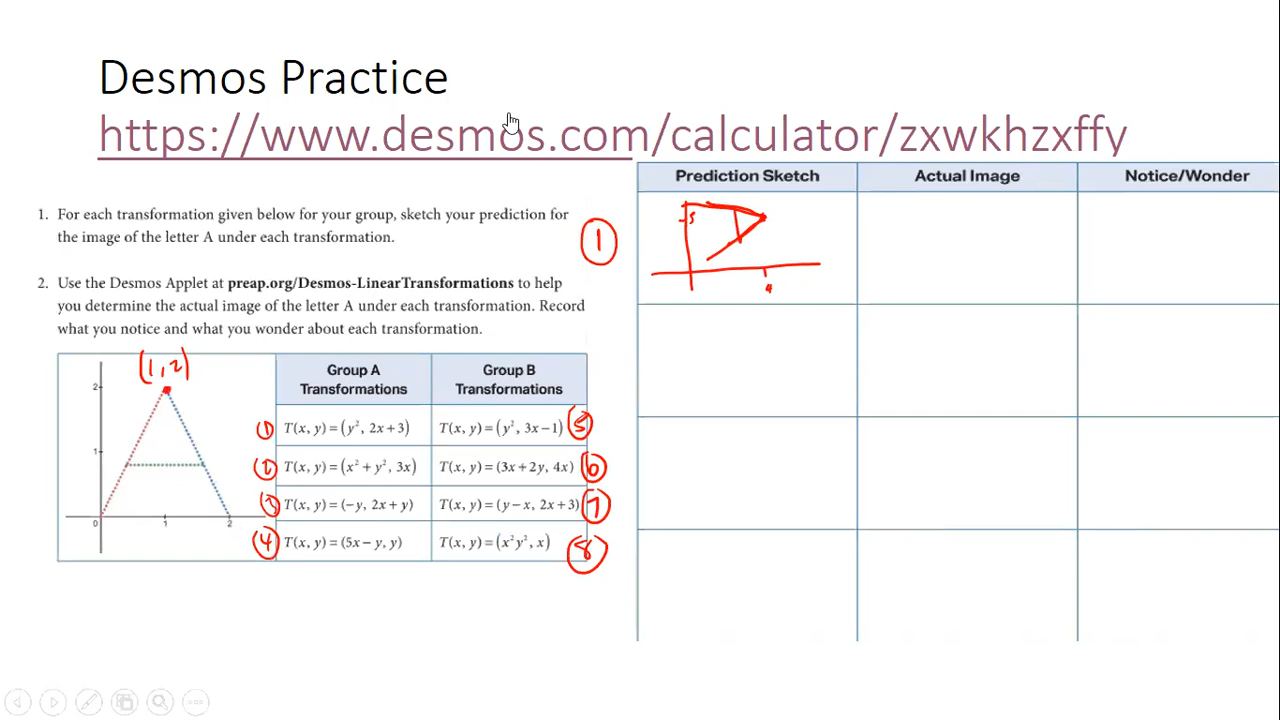 Desmos Practice
https://www.desmos.com/calculator/zxwkhzxffy
1. For each transformation given below for your group, sketch your prediction for
the image of the letter A under each transformation.
2. Use the Desmos Applet at preap.org/Desmos-LinearTransformations to help
you determine the actual image of the letter A under each transformation. Record
what you notice and what you wonder about each transformation.
(1, 2)
2
1
0 1 2
Group A Transformations Group B Transformations
① T(x, y) = (y², 2x + 3) T(x, y) = (y², 3x − 1) ⑤
② T(x, y) = (x² + y², 3x) T(x, y) = (3x + 2y, 4x) ⑥
③ T(x, y) = (−y, 2x + y) T(x, y) = (y − x, 2x + 3) ⑦
④ T(x, y) = (5x − y, y) T(x, y) = (x²y², x) ⑧
Prediction Sketch Actual Image Notice/Wonder
①
5
4